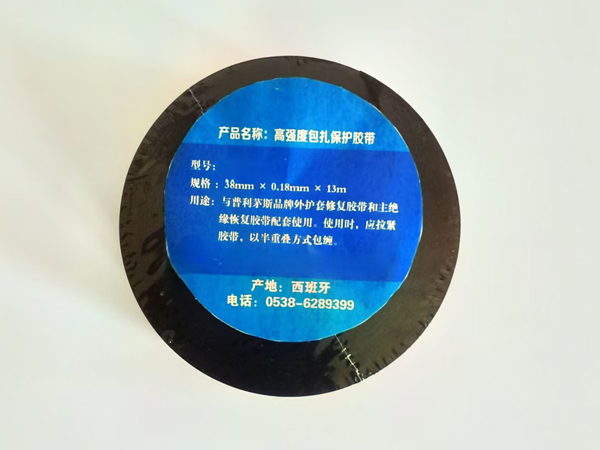 产品名称：高强度包扎保护胶带
型号：
规格：38mm × 0.18mm × 13m
用途：与普利茅斯品牌外护套修复胶带和主绝
缘恢复胶带配套使用。使用时，应拉紧
胶带，以半重叠方式包缠。
产地：西班牙
电话：0538-6289399